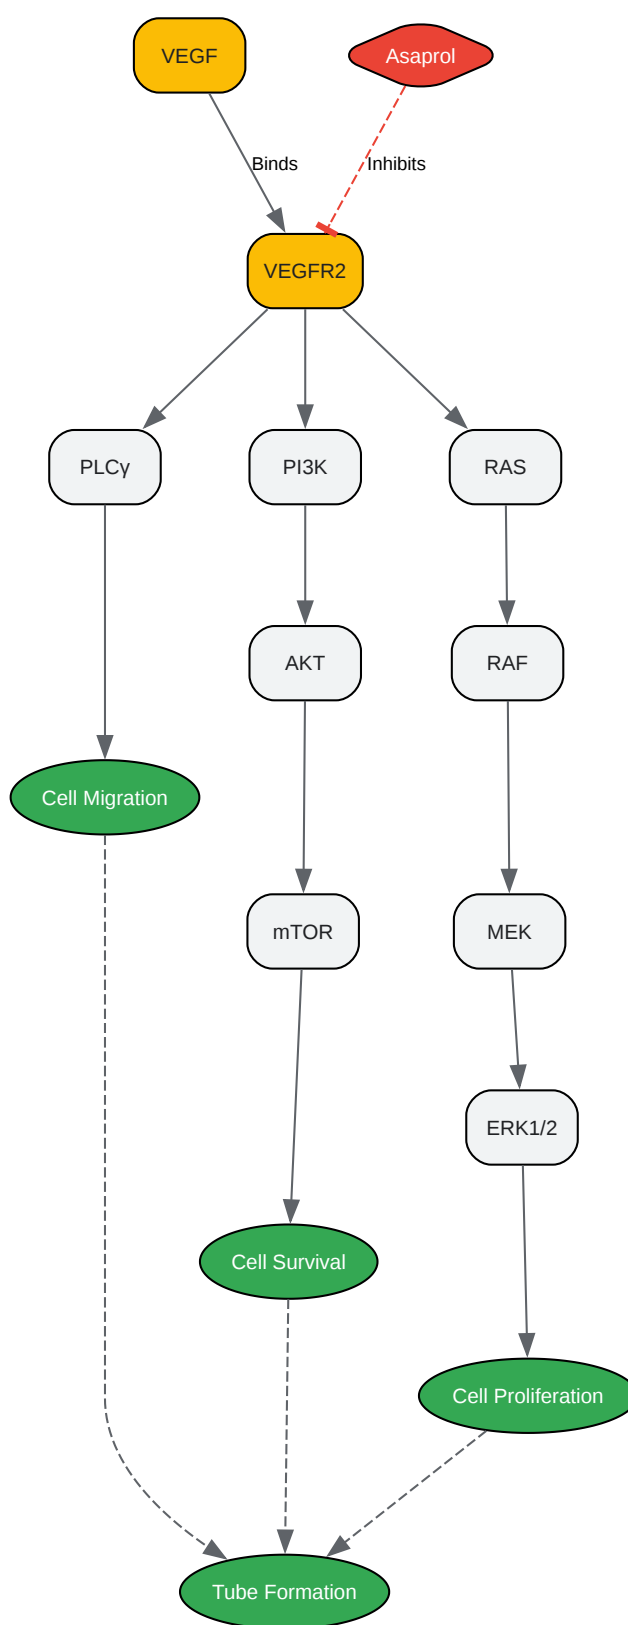 VEGF
Asaprol
Binds
Inhibits
VEGFR2
PLCγ
PI3K
RAS
AKT
RAF
Cell Migration
mTOR
MEK
ERK1/2
Cell Survival
Cell Proliferation
Tube Formation